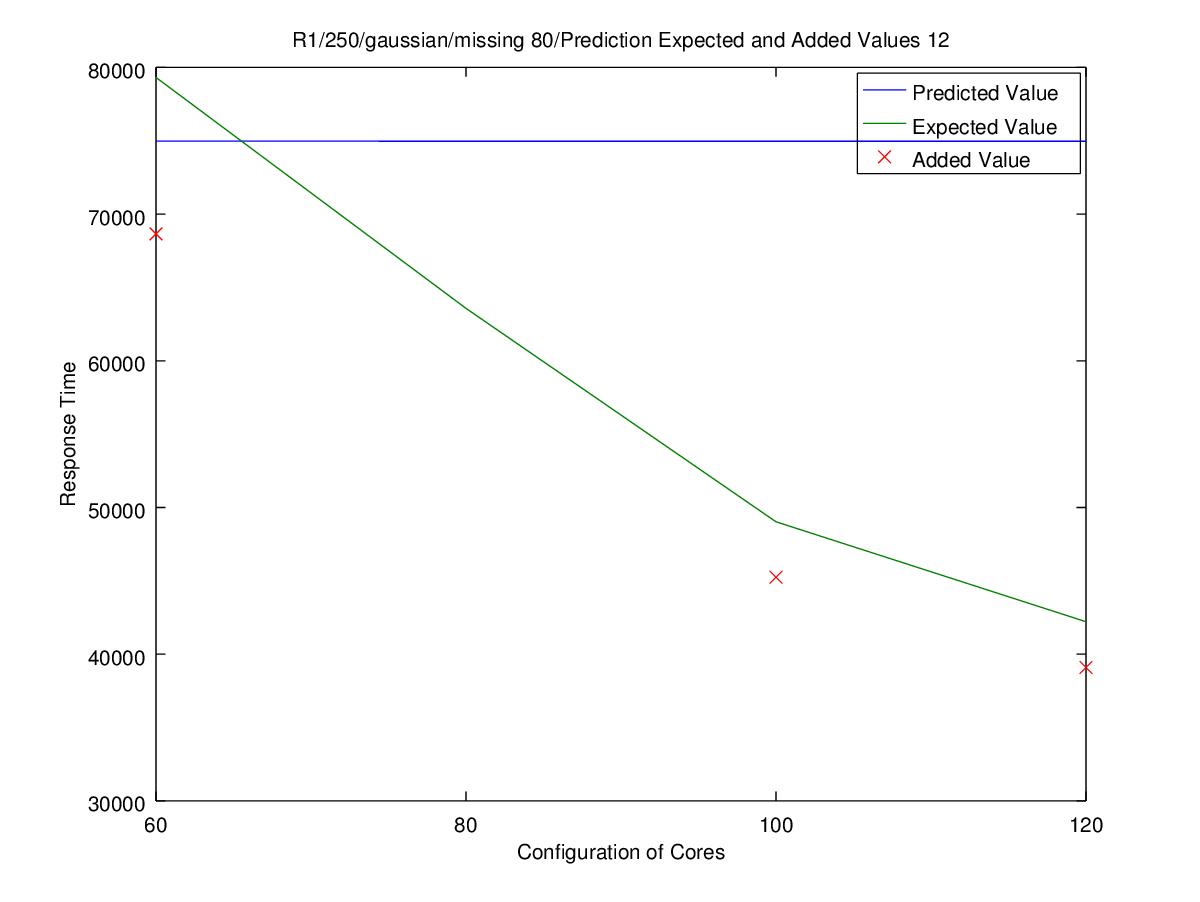 R1/250/gaussian/missing 80/Prediction Expected and Added Values 12
80000
70000
60000
50000
40000
30000
Response Time
Predicted Value
Expected Value
Added Value
60
80
100
120
Configuration of Cores